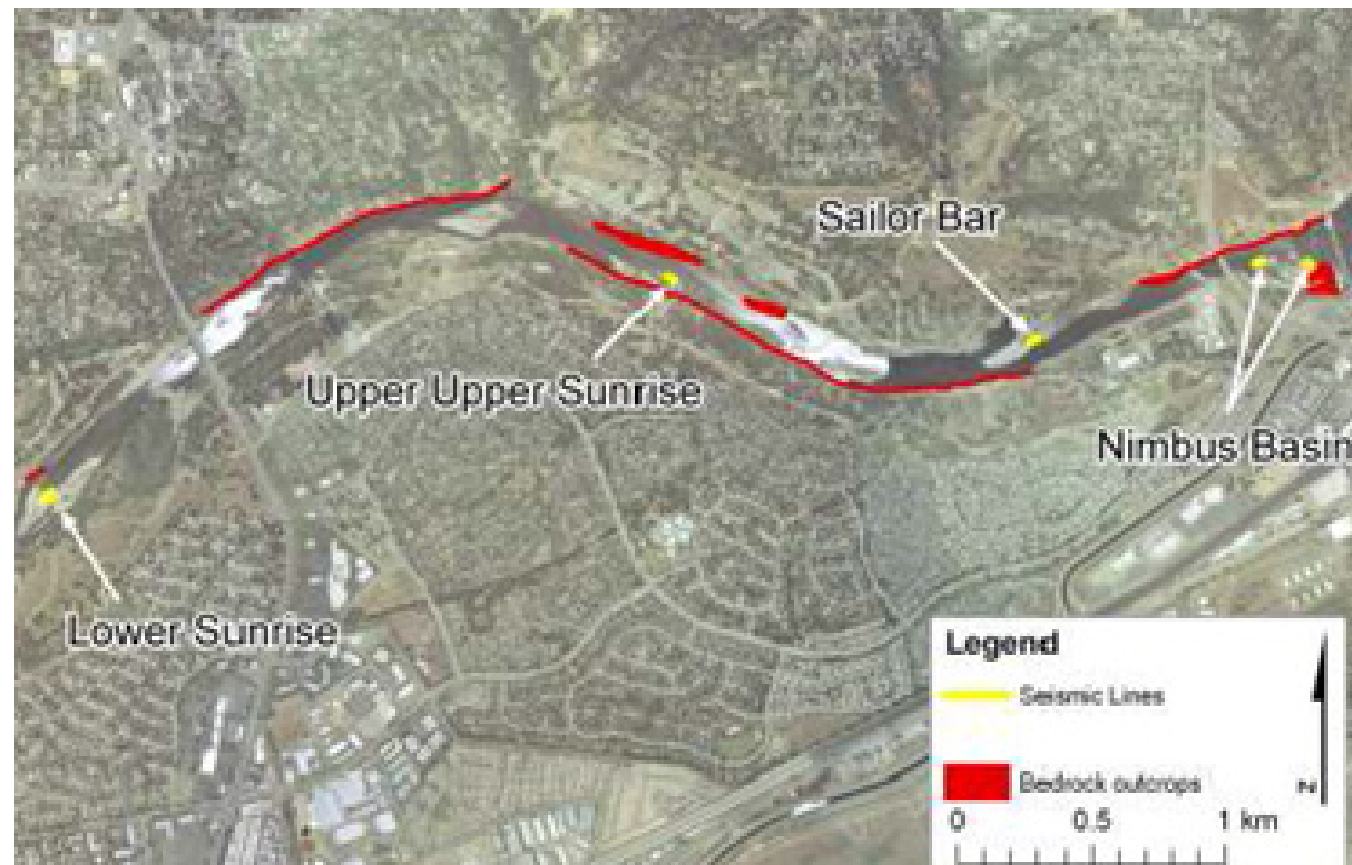 Sailor Bar
Upper Upper Sunrise
Nimbus Basin
Lower Sunrise
Legend
Seismic Lines
Bedrock outcrops
N
0 0.5 1 km